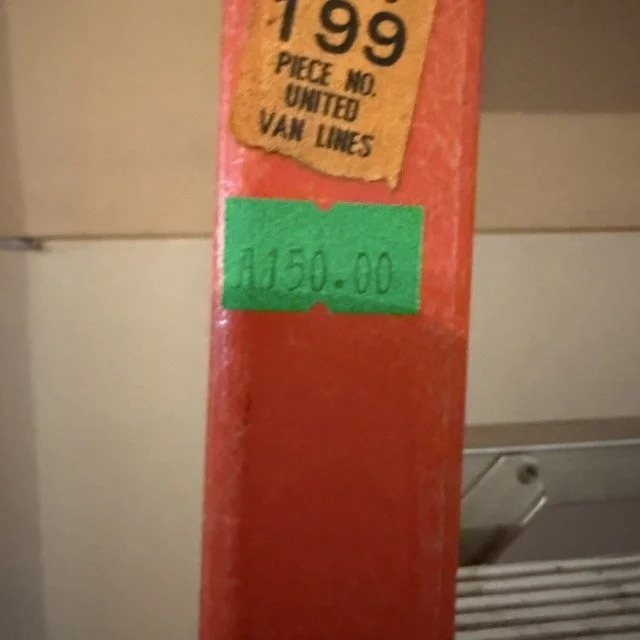 199
PIECE NO.
UNITED
VAN LINES
AJ50.00